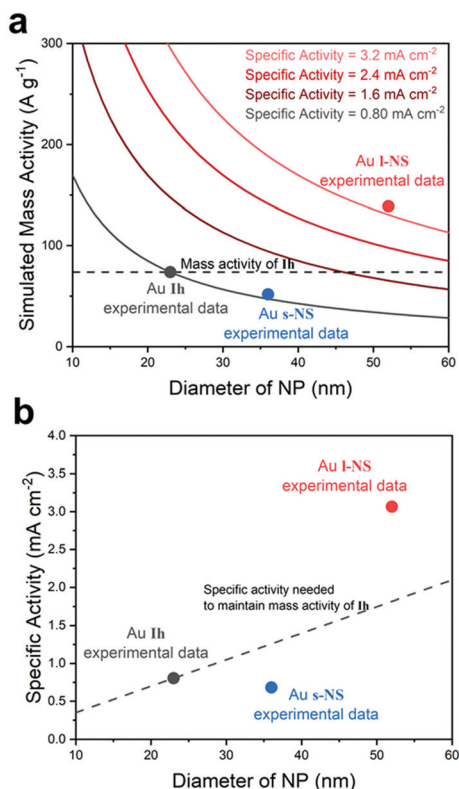 a
Specific Activity = 3.2 mA cm⁻²
Specific Activity = 2.4 mA cm⁻²
Specific Activity = 1.6 mA cm⁻²
Specific Activity = 0.80 mA cm⁻²
Au l-NS
experimental data
Mass activity of Ih
Au Ih
experimental data
Au s-NS
experimental data
Simulated Mass Activity (A g⁻¹)
300
200
100
0
10 20 30 40 50 60
Diameter of NP (nm)
b
Au l-NS
experimental data
Specific activity needed
to maintain mass activity of Ih
Au Ih
experimental data
Au s-NS
experimental data
Specific Activity (mA cm⁻²)
4.0
3.5
3.0
2.5
2.0
1.5
1.0
0.5
0.0
10 20 30 40 50 60
Diameter of NP (nm)